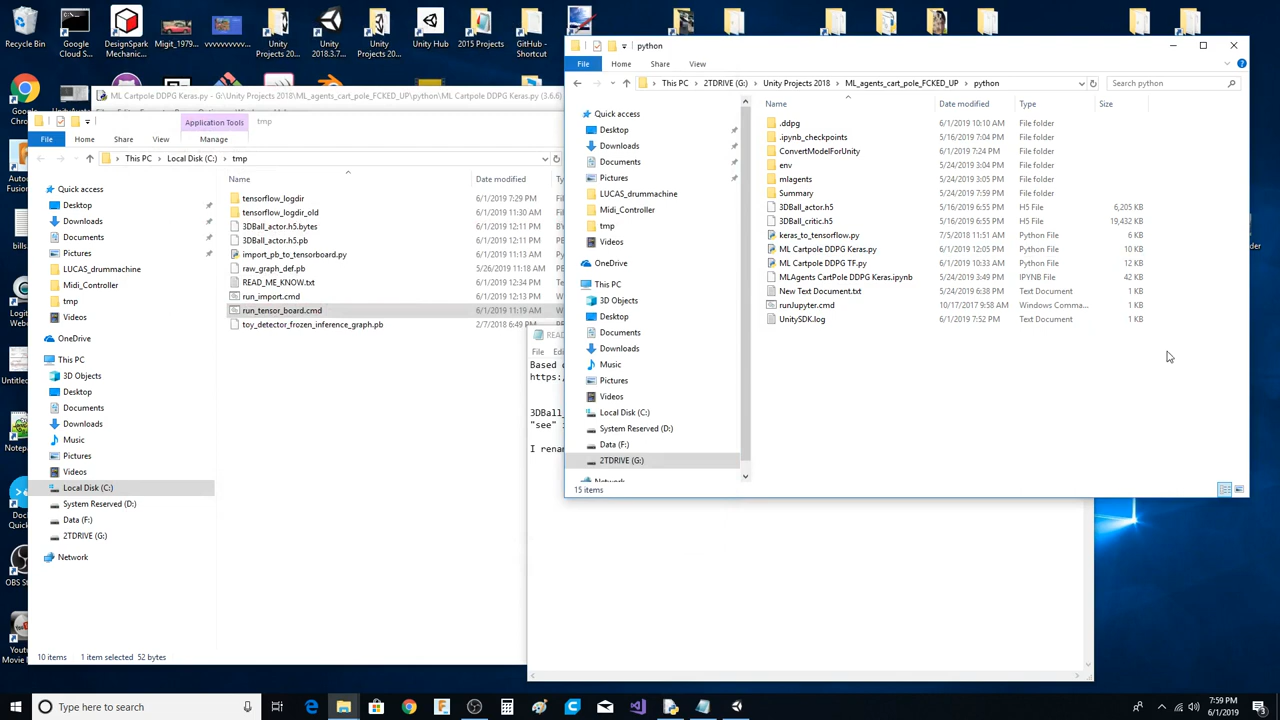 Recycle Bin
Google Cloud S...
DesignSpark Mechanic...
Migit_1979...
vvvvvvvv...
Unity 2018.3.7...
Unity Projects 20...
Unity Hub
2015 Projects
GitHub - Shortcut
ML Cartpole DDPG Keras.py - G:\Unity Projects 2018\ML_agents_cart_pole_FCKED_UP\python\ML Cartpole DDPG Keras.py (3.6.6)
Application Tools
tmp
File
Home
Share
View
Manage
This PC
Local Disk (C:)
tmp
Name
Date modified
Quick access
Desktop
Downloads
Documents
Pictures
LUCAS_drummachine
Midi_Controller
tmp
Videos
OneDrive
This PC
3D Objects
Desktop
Documents
Downloads
Music
Pictures
Videos
Local Disk (C:)
System Reserved (D:)
Data (F:)
2TDRIVE (G:)
Network
tensorflow_logdir 6/1/2019 7:29 PM
tensorflow_logdir_old 6/1/2019 11:30 AM
3DBall_actor.h5.bytes 6/1/2019 12:11 PM
3DBall_actor.h5.pb 6/1/2019 12:11 PM
import_pb_to_tensorboard.py 6/1/2019 11:13 AM
raw_graph_def.pb 5/26/2019 11:18 AM
READ_ME_KNOW.txt 6/1/2019 12:34 PM
run_import.cmd 6/1/2019 12:13 PM
run_tensor_board.cmd 6/1/2019 11:19 AM
toy_detector_frozen_inference_graph.pb 2/7/2018 6:49 PM
10 items 1 item selected 52 bytes
READ
File Edi
Based o
https:/
3DBall_
"see"
I renam
python
File
Home
Share
View
This PC
2TDRIVE (G:)
Unity Projects 2018
ML_agents_cart_pole_FCKED_UP
python
Search python
Quick access
Desktop
Downloads
Documents
Pictures
LUCAS_drummachine
Midi_Controller
tmp
Videos
OneDrive
This PC
3D Objects
Desktop
Documents
Downloads
Music
Pictures
Videos
Local Disk (C:)
System Reserved (D:)
Data (F:)
2TDRIVE (G:)
Network
Name Date modified Type Size
.ddpg 6/1/2019 10:10 AM File folder
.ipynb_checkpoints 5/16/2019 7:04 PM File folder
ConvertModelForUnity 6/1/2019 7:24 PM File folder
env 5/24/2019 3:04 PM File folder
mlagents 5/24/2019 3:05 PM File folder
Summary 5/24/2019 7:59 PM File folder
3DBall_actor.h5 5/16/2019 6:55 PM H5 File 6,205 KB
3DBall_critic.h5 5/16/2019 6:55 PM H5 File 19,432 KB
keras_to_tensorflow.py 7/5/2018 11:51 AM Python File 6 KB
ML Cartpole DDPG Keras.py 6/1/2019 12:05 PM Python File 10 KB
ML Cartpole DDPG TF.py 6/1/2019 10:33 AM Python File 12 KB
MLAgents CartPole DDPG Keras.ipynb 5/24/2019 3:49 PM IPYNB File 42 KB
New Text Document.txt 5/24/2019 6:38 PM Text Document 1 KB
runJupyter.cmd 10/17/2017 9:58 AM Windows Comma... 1 KB
UnitySDK.log 6/1/2019 7:52 PM Text Document 1 KB
15 items
Type here to search
7:59 PM
6/1/2019